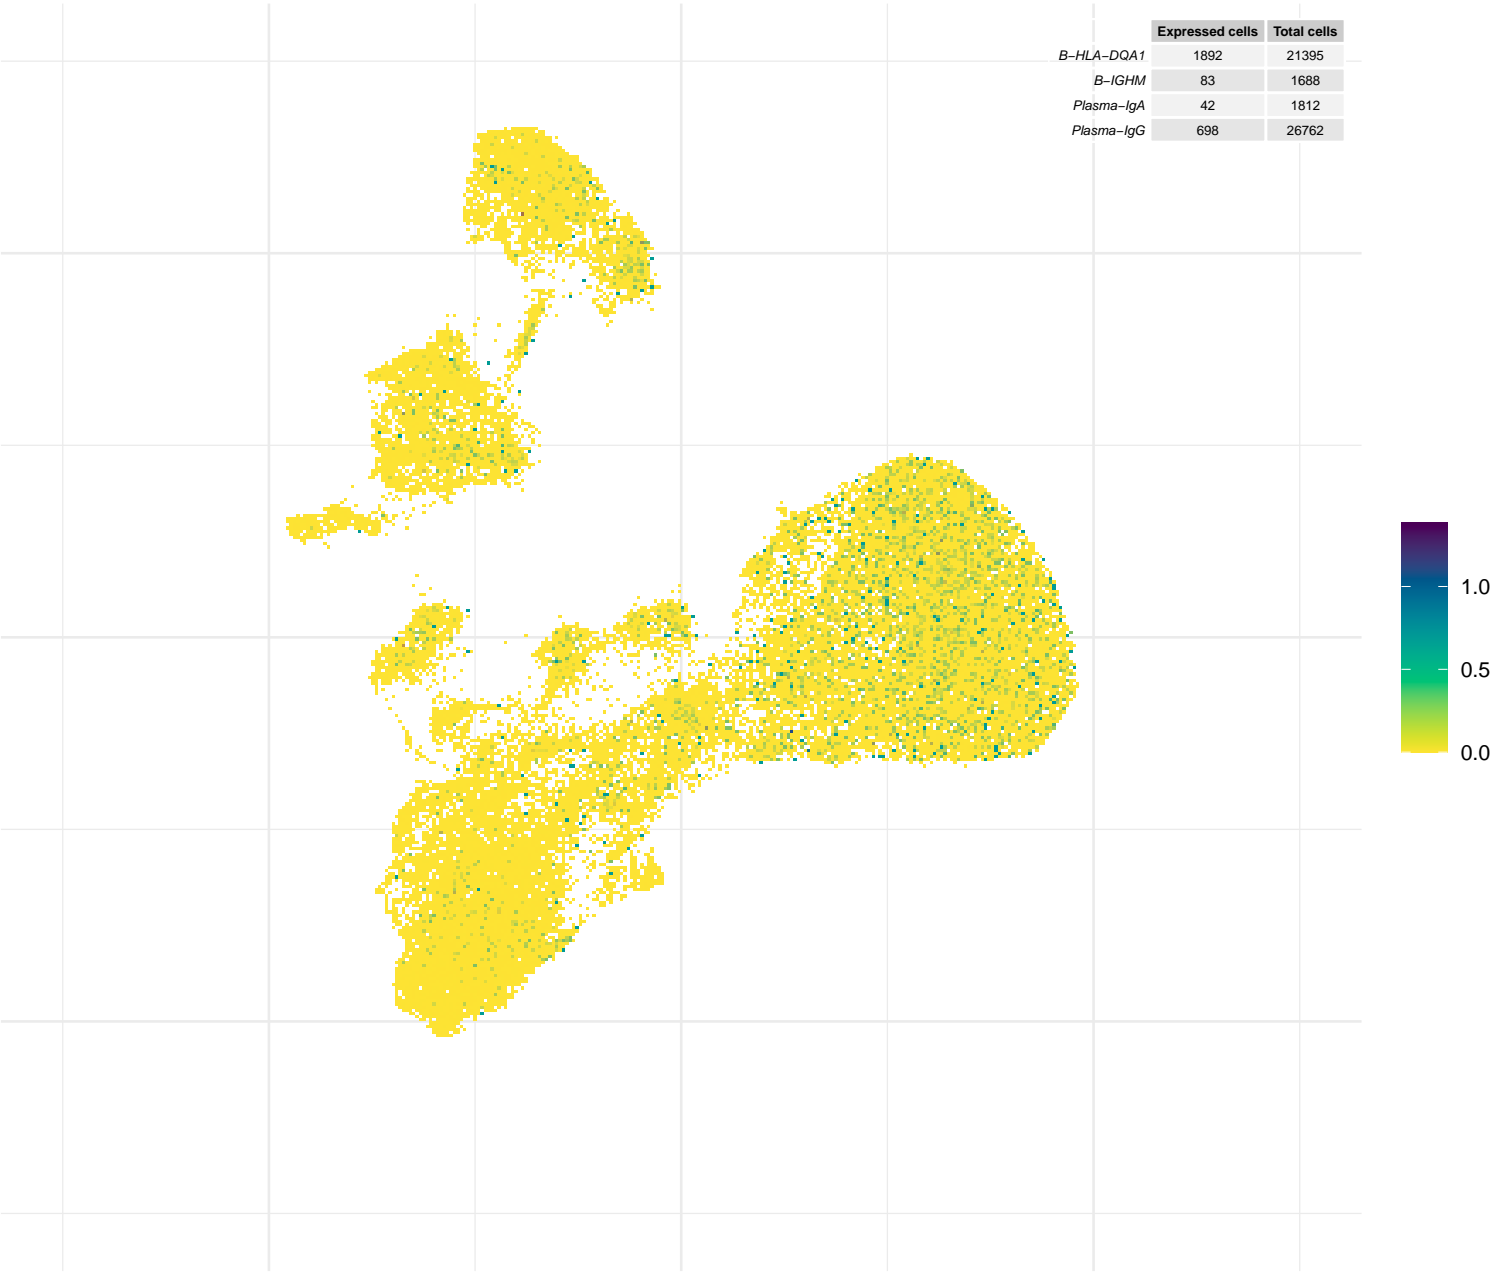 Expressed cells Total cells
B−HLA−DQA1 1892 21395
B−IGHM 83 1688
Plasma−IgA 42 1812
Plasma−IgG 698 26762
1.0
0.5
0.0